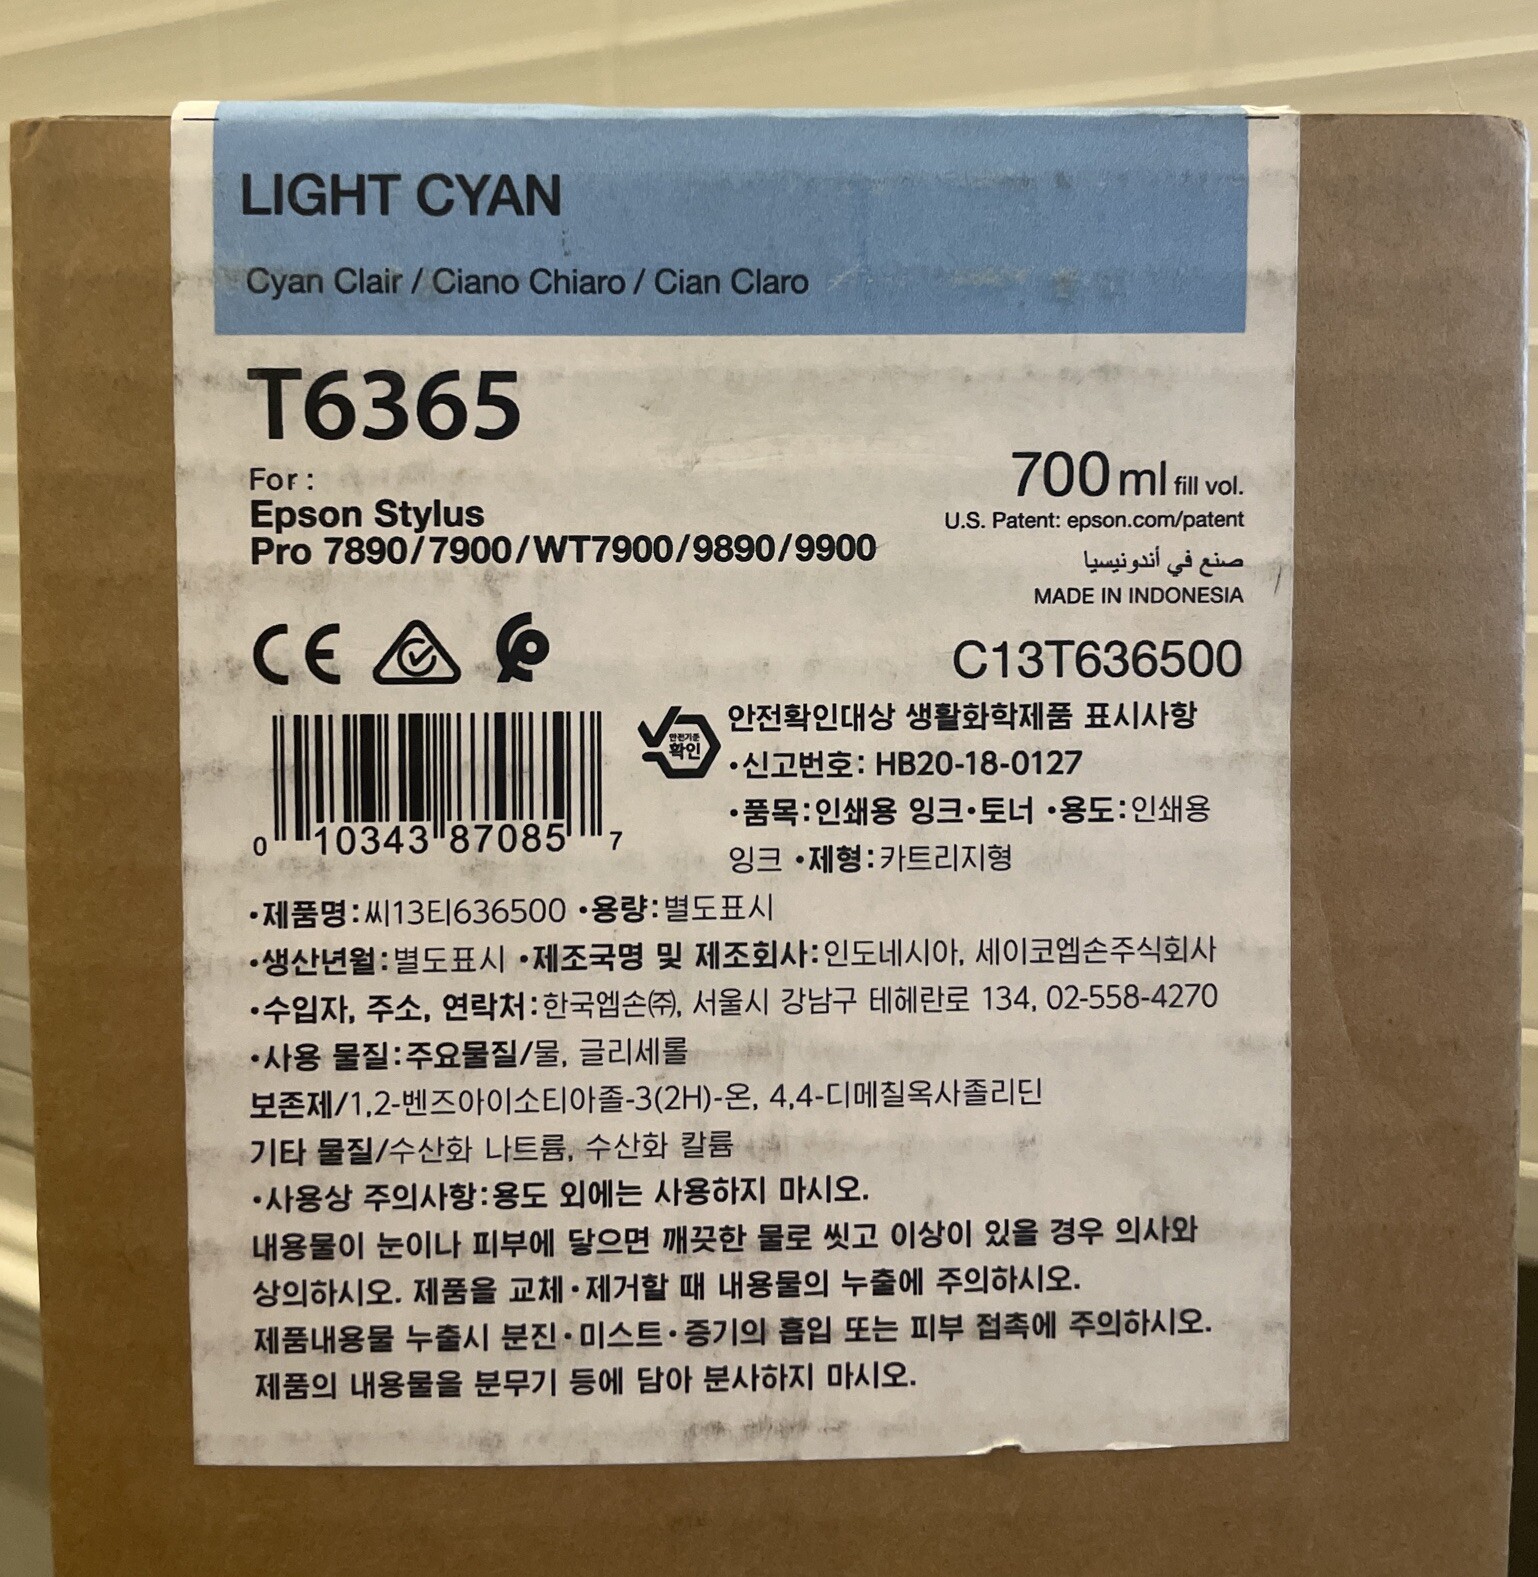 LIGHT CYAN
Cyan Clair / Ciano Chiaro / Cian Claro
T6365
For :
Epson Stylus
Pro 7890/7900/WT7900/9890/9900
700 ml fill vol.
U.S. Patent: epson.com/patent
صنع في أندونيسيا
MADE IN INDONESIA
CE
C13T636500
0 10343 87085 7
안전기준
확인
안전확인대상 생활화학제품 표시사항
•신고번호: HB20-18-0127
•품목:인쇄용 잉크•토너 •용도:인쇄용
잉크 •제형:카트리지형
•제품명:씨13티636500 •용량:별도표시
•생산년월:별도표시 •제조국명 및 제조회사:인도네시아, 세이코엡손주식회사
•수입자, 주소, 연락처:한국엡손㈜, 서울시 강남구 테헤란로 134, 02-558-4270
•사용 물질:주요물질/물, 글리세롤
보존제/1,2-벤즈아이소티아졸-3(2H)-온, 4,4-디메칠옥사졸리딘
기타 물질/수산화 나트륨, 수산화 칼륨
•사용상 주의사항:용도 외에는 사용하지 마시오.
내용물이 눈이나 피부에 닿으면 깨끗한 물로 씻고 이상이 있을 경우 의사와
상의하시오. 제품을 교체•제거할 때 내용물의 누출에 주의하시오.
제품내용물 누출시 분진•미스트•증기의 흡입 또는 피부 접촉에 주의하시오.
제품의 내용물을 분무기 등에 담아 분사하지 마시오.